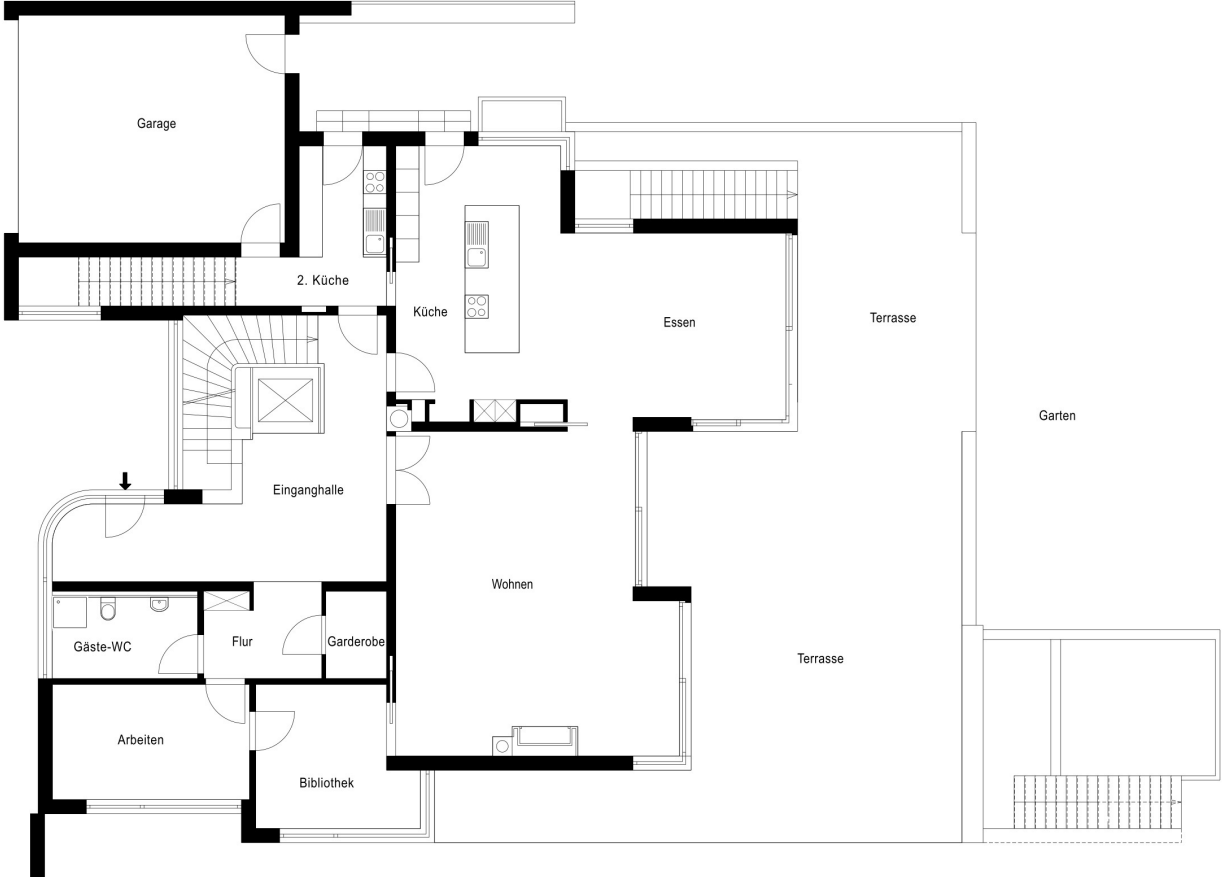 Garage
2. Küche
Küche
Essen
Terrasse
Garten
Einganghalle
Wohnen
Gäste-WC
Flur
Garderobe
Terrasse
Arbeiten
Bibliothek